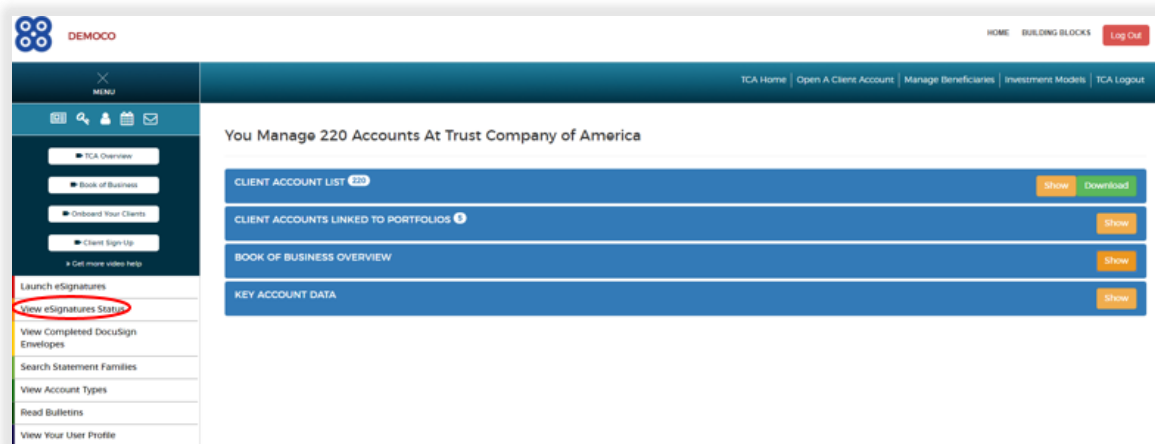 DEMOCO
HOME BUILDING BLOCKS Log Out
MENU
TCA Home | Open A Client Account | Manage Beneficiaries | Investment Models | TCA Logout
TCA Overview
Book of Business
Onboard Your Clients
Client Sign-Up
» Get more video help
Launch eSignatures
View eSignatures Status
View Completed DocuSign
Envelopes
Search Statement Families
View Account Types
Read Bulletins
View Your User Profile
You Manage 220 Accounts At Trust Company of America
CLIENT ACCOUNT LIST 220 Show Download
CLIENT ACCOUNTS LINKED TO PORTFOLIOS 5 Show
BOOK OF BUSINESS OVERVIEW Show
KEY ACCOUNT DATA Show